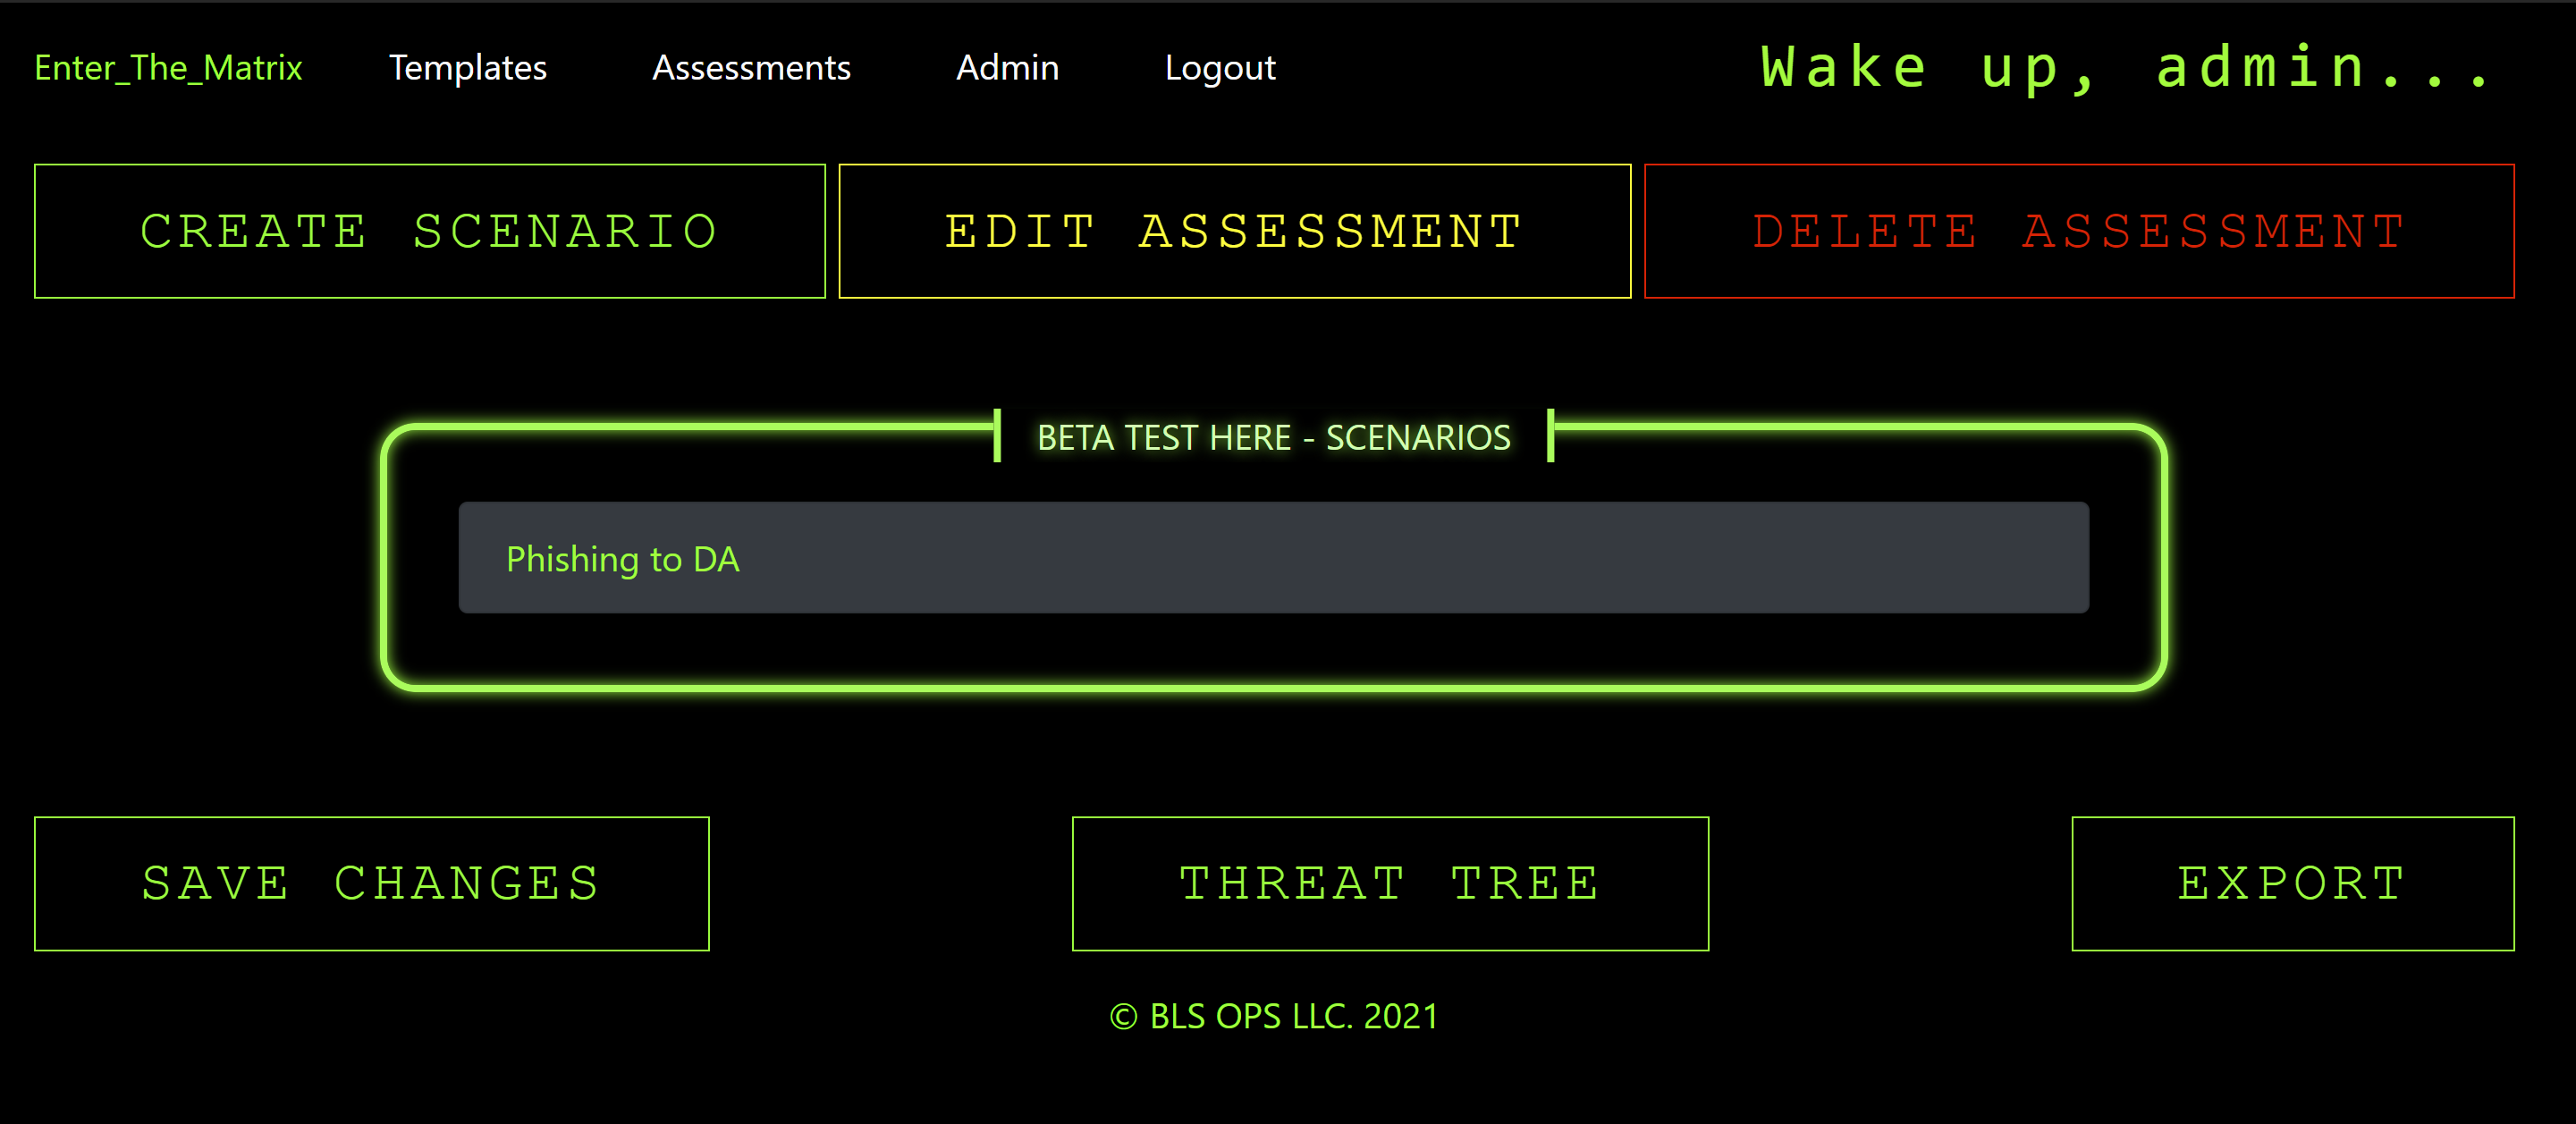 Enter_The_Matrix Templates Assessments Admin Logout Wake up, admin...
CREATE SCENARIO EDIT ASSESSMENT DELETE ASSESSMENT
BETA TEST HERE - SCENARIOS
Phishing to DA
SAVE CHANGES THREAT TREE EXPORT
© BLS OPS LLC. 2021